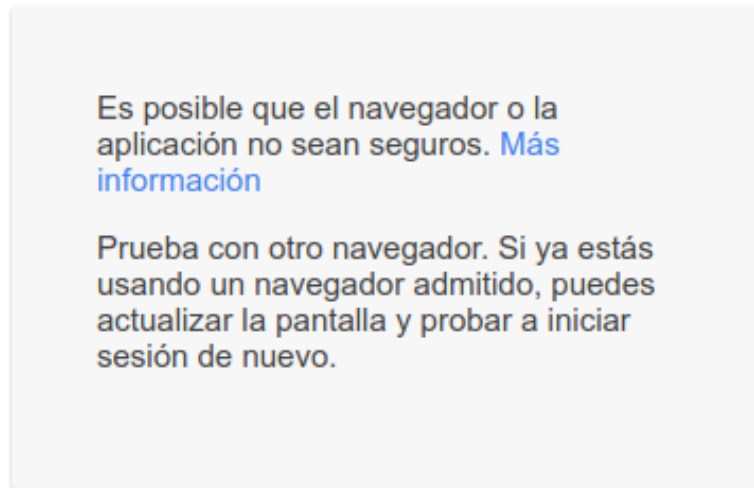 Es posible que el navegador o la
aplicación no sean seguros. Más
información
Prueba con otro navegador. Si ya estás
usando un navegador admitido, puedes
actualizar la pantalla y probar a iniciar
sesión de nuevo.